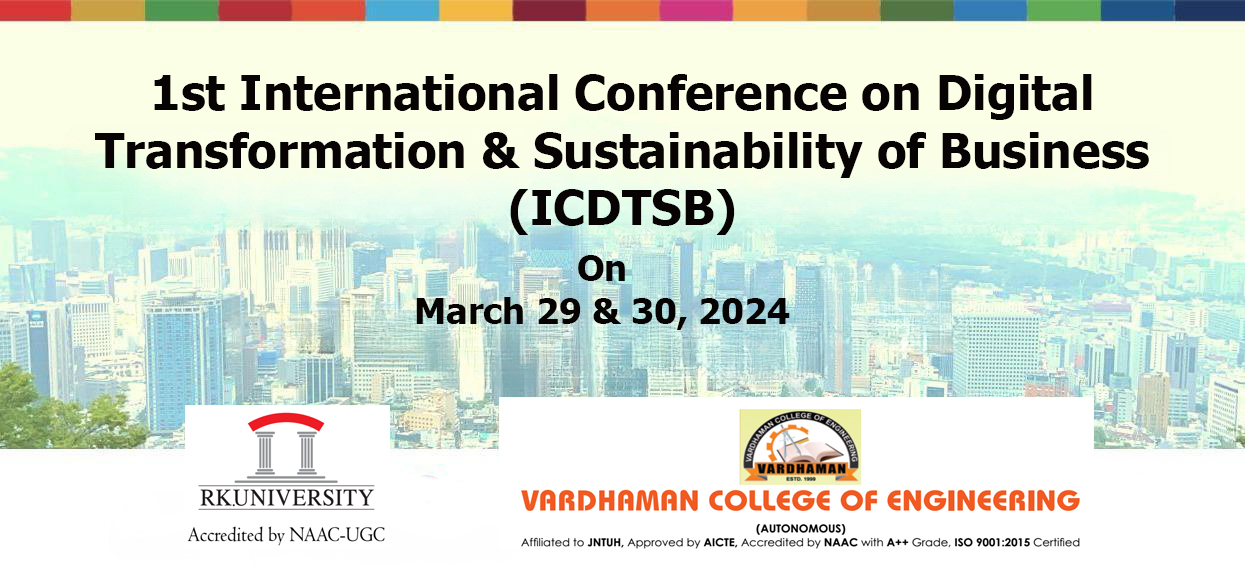 1st International Conference on Digital
Transformation & Sustainability of Business
(ICDTSB)
On
March 29 & 30, 2024
RK.UNIVERSITY
Accredited by NAAC-UGC
VARDHAMAN COLLEGE OF ENGINEERING
VARDHAMAN
ESTD. 1999
VARDHAMAN COLLEGE OF ENGINEERING
(AUTONOMOUS)
Affiliated to JNTUH, Approved by AICTE, Accredited by NAAC with A++ Grade, ISO 9001:2015 Certified